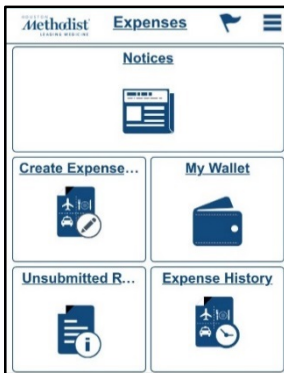 HOUSTON
Methodist
LEADING MEDICINE
Expenses
Notices
Create Expense...
My Wallet
Unsubmitted R...
Expense History